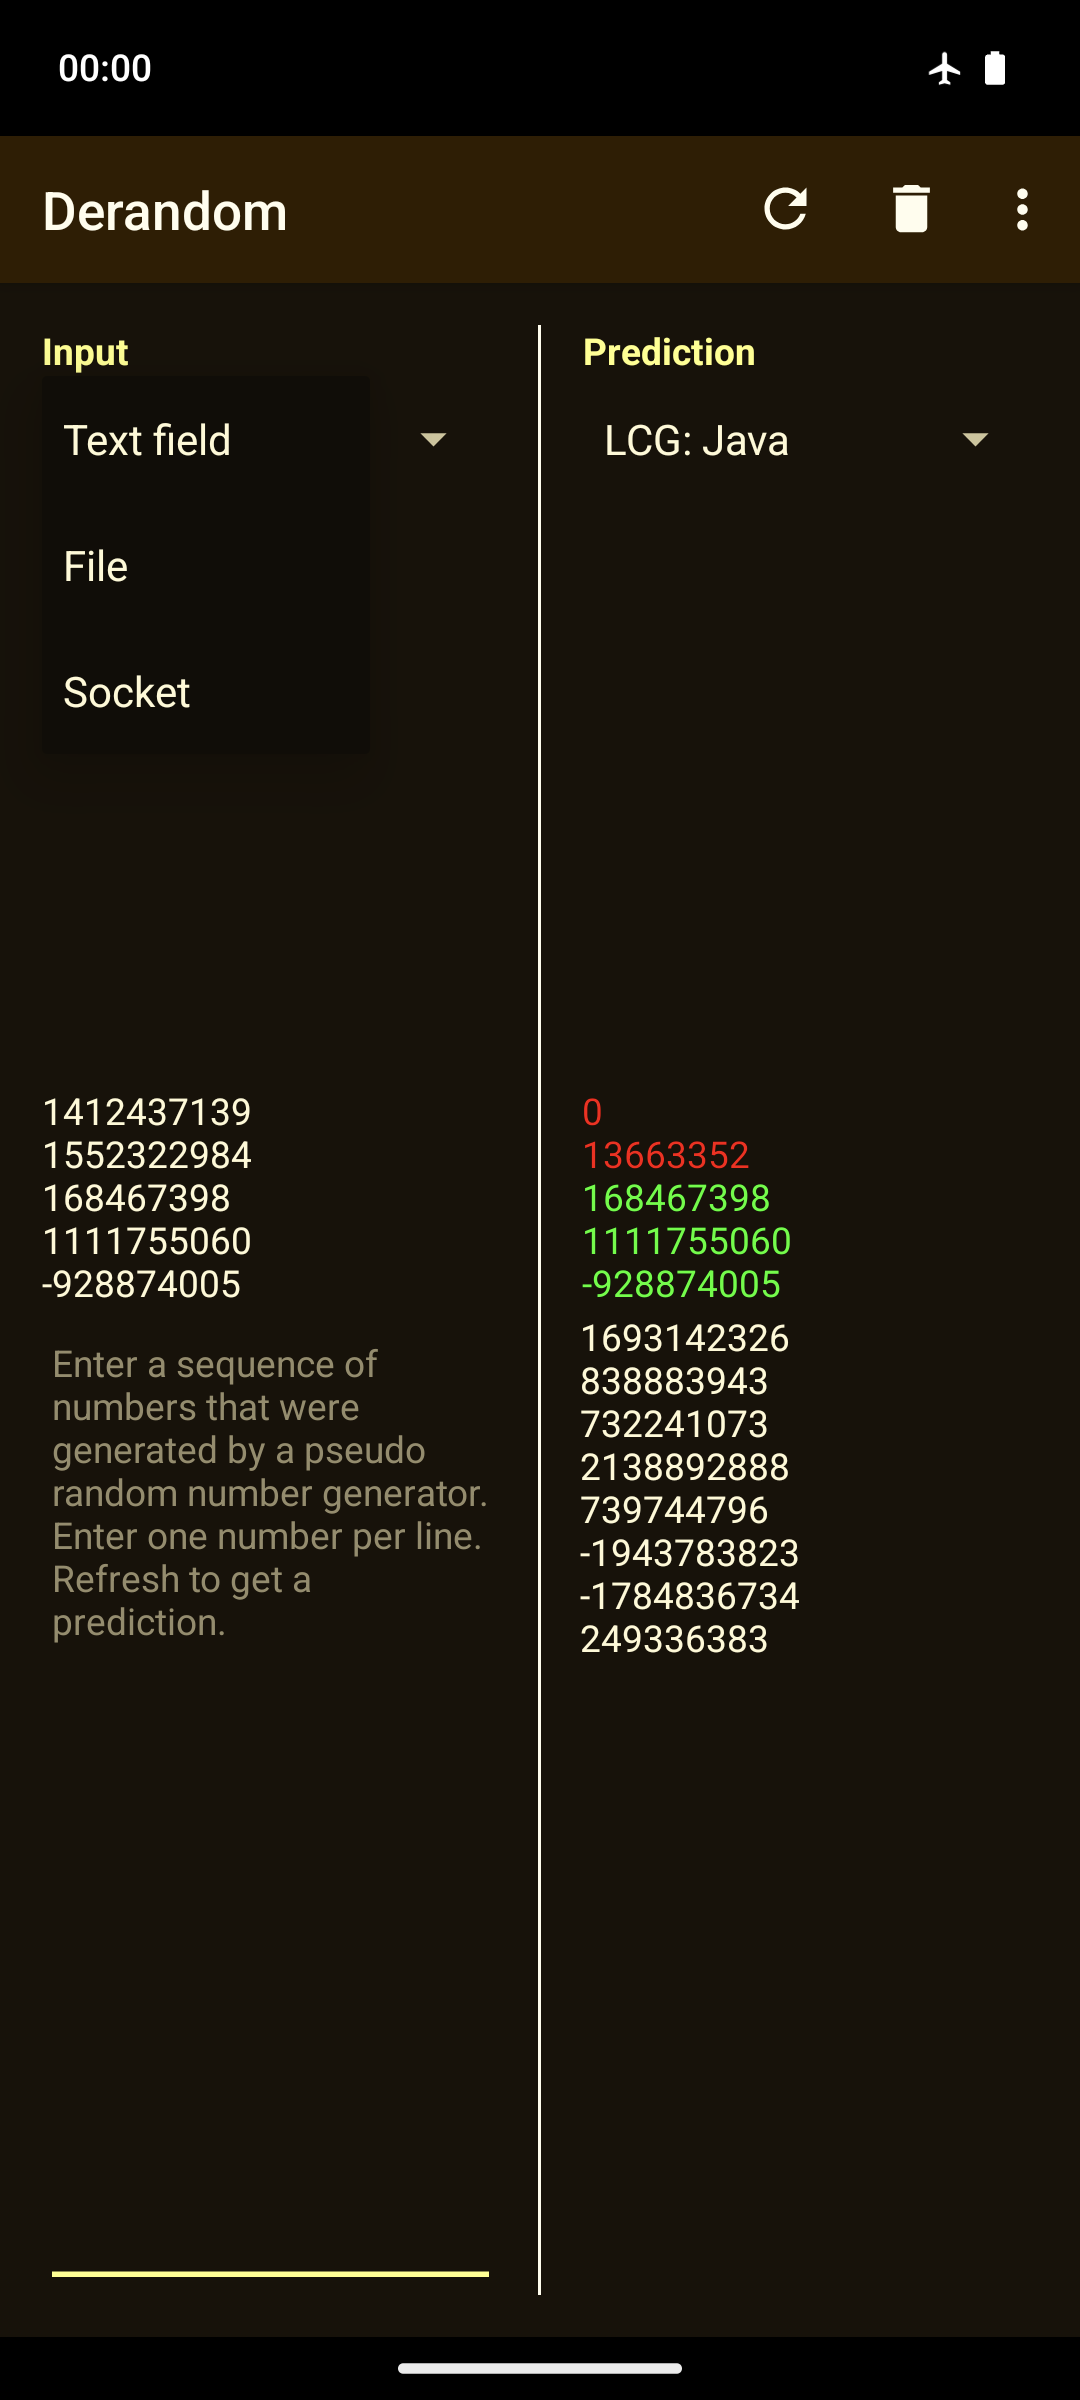 00:00
Derandom
Input
Prediction
Text field
LCG: Java
File
Socket
1412437139
1552322984
168467398
1111755060
-928874005
0
13663352
168467398
1111755060
-928874005
Enter a sequence of
numbers that were
generated by a pseudo
random number generator.
Enter one number per line.
Refresh to get a
prediction.
1693142326
838883943
732241073
2138892888
739744796
-1943783823
-1784836734
249336383